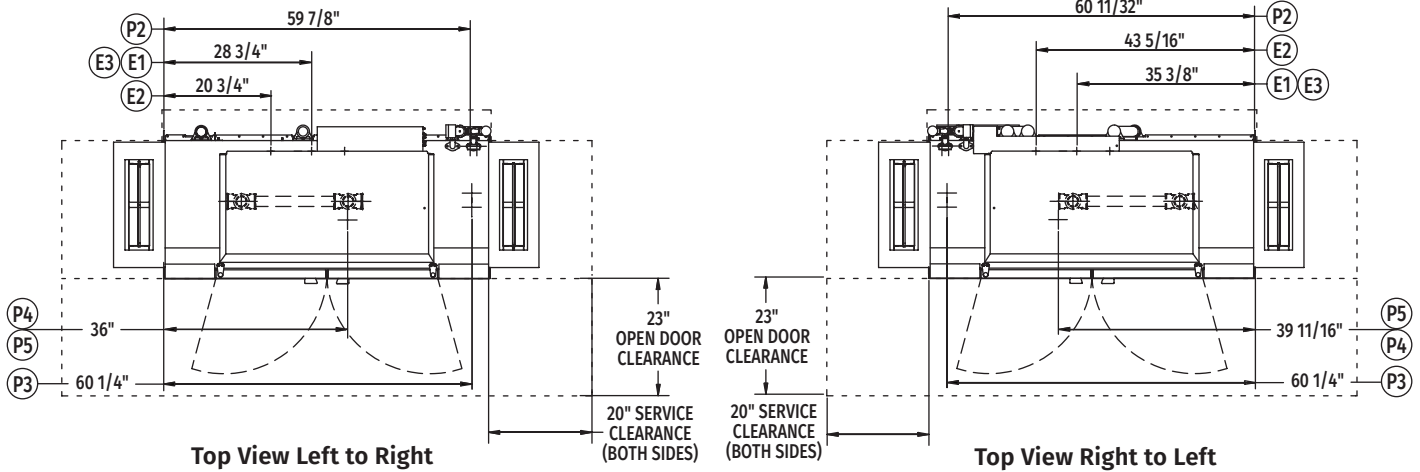 P2
59 7/8"
E3 E1
28 3/4"
E2
20 3/4"
P4
P5
36"
P3
60 1/4"
23"
OPEN DOOR
CLEARANCE
20" SERVICE
CLEARANCE
(BOTH SIDES)
Top View Left to Right
60 11/32"
P2
43 5/16"
E2
35 3/8"
E1 E3
23"
OPEN DOOR
CLEARANCE
20" SERVICE
CLEARANCE
(BOTH SIDES)
39 11/16"
P5
P4
60 1/4"
P3
Top View Right to Left